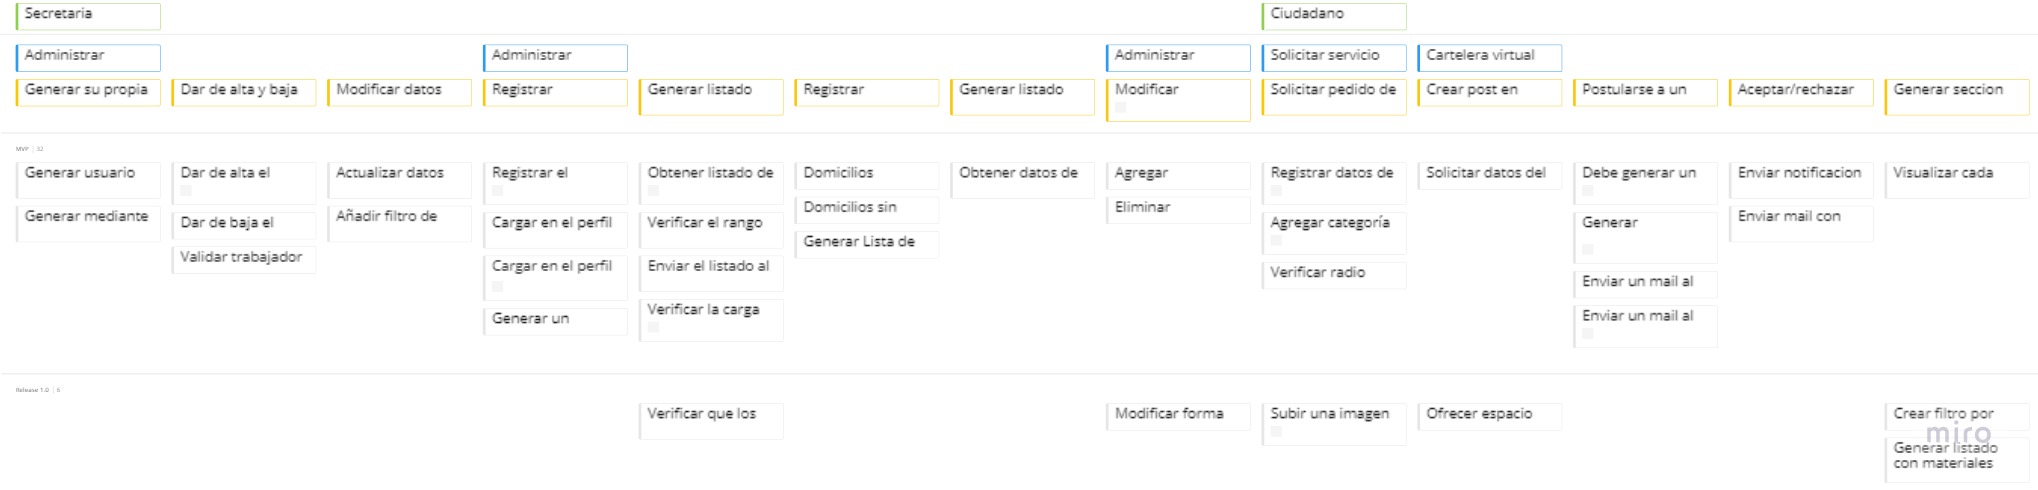 Secretaria
Ciudadano
Administrar
Administrar
Administrar
Solicitar servicio
Cartelera virtual
Generar su propia
Dar de alta y baja
Modificar datos
Registrar
Generar listado
Registrar
Generar listado
Modificar
Solicitar pedido de
Crear post en
Postularse a un
Aceptar/rechazar
Generar seccion
MVP | 32
Generar usuario
Dar de alta el
Actualizar datos
Registrar el
Obtener listado de
Domicilios
Obtener datos de
Agregar
Registrar datos de
Solicitar datos del
Debe generar un
Enviar notificacion
Visualizar cada
Generar mediante
Dar de baja el
Añadir filtro de
Cargar en el perfil
Verificar el rango
Domicilios sin
Eliminar
Agregar categoría
Generar
Enviar mail con
Validar trabajador
Cargar en el perfil
Enviar el listado al
Generar Lista de
Verificar radio
Enviar un mail al
Generar un
Verificar la carga
Enviar un mail al
Release 1.0 | 6
Verificar que los
Modificar forma
Subir una imagen
Ofrecer espacio
Crear filtro por
miro
Generar listado
con materiales